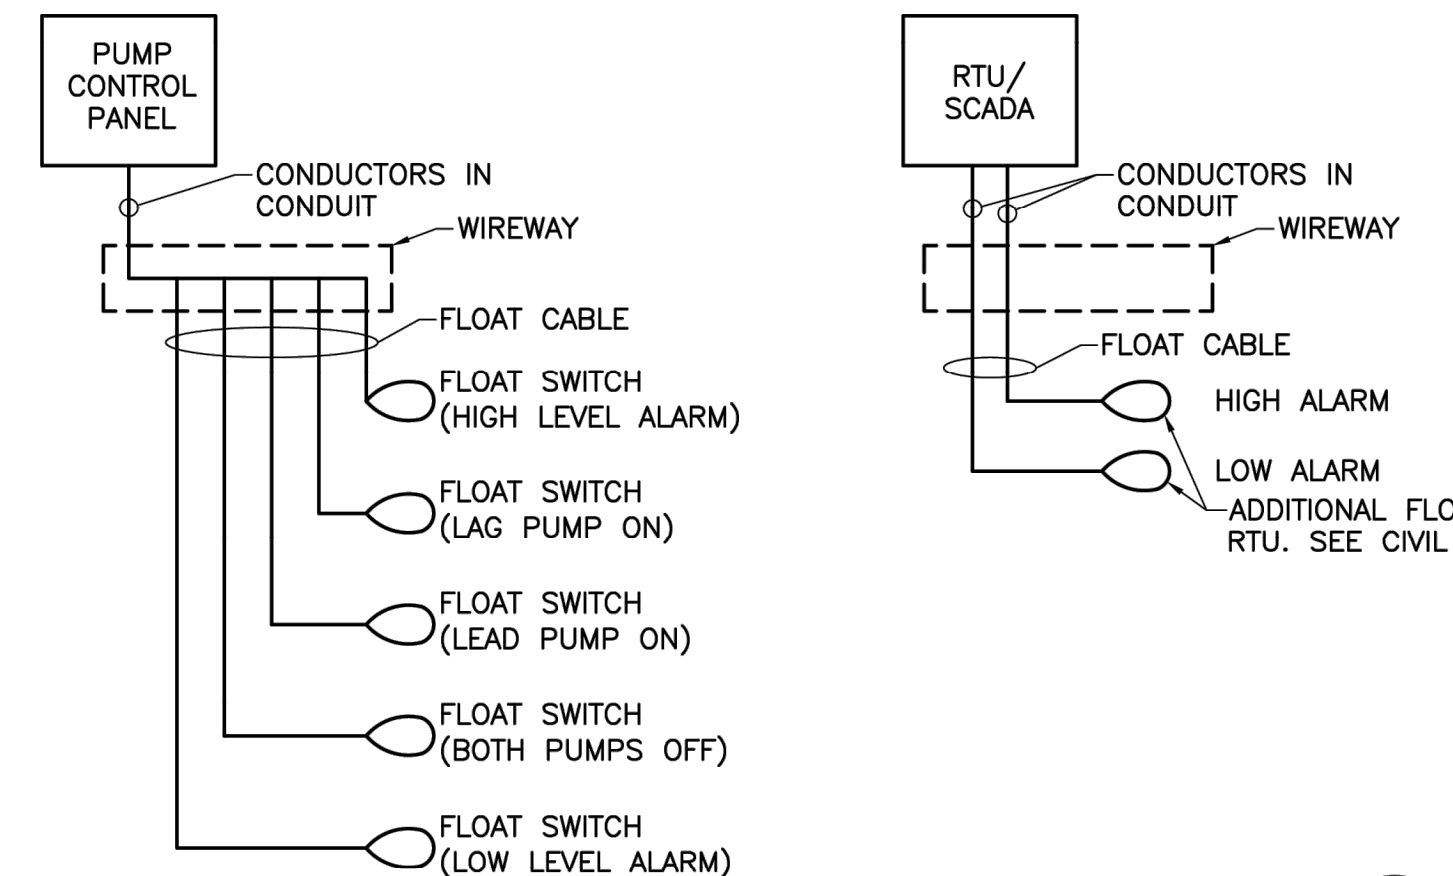 PUMP
CONTROL
PANEL
CONDUCTORS IN
CONDUIT
WIREWAY
FLOAT CABLE
FLOAT SWITCH
(HIGH LEVEL ALARM)
FLOAT SWITCH
(LAG PUMP ON)
FLOAT SWITCH
(LEAD PUMP ON)
FLOAT SWITCH
(BOTH PUMPS OFF)
FLOAT SWITCH
(LOW LEVEL ALARM)
RTU/
SCADA
CONDUCTORS IN
CONDUIT
WIREWAY
FLOAT CABLE
HIGH ALARM
LOW ALARM
ADDITIONAL
RTU. SEE CIVIL